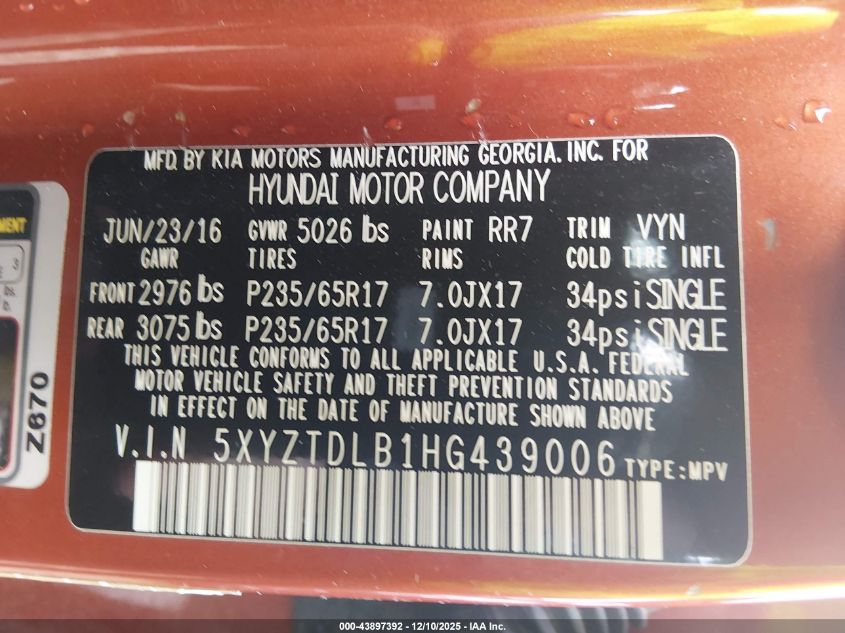 MFD. BY KIA MOTORS MANUFACTURING GEORGIA. INC. FOR
HYUNDAI MOTOR COMPANY
JUN/23/16 GVWR 5026 lbs PAINT RR7 TRIM VYN
GAWR TIRES RIMS COLD TIRE INFL
FRONT 2976 lbs P235/65R17 7.0JX17 34psi SINGLE
REAR 3075 lbs P235/65R17 7.0JX17 34psi SINGLE
THIS VEHICLE CONFORMS TO ALL APPLICABLE U.S.A. FEDERAL
MOTOR VEHICLE SAFETY AND THEFT PREVENTION STANDARDS
IN EFFECT ON THE DATE OF MANUFACTURE SHOWN ABOVE
V.I.N 5XYZTDLB1HG439006 TYPE:MPV
3
Z670
000-43897392 - 12/10/2025 - IAA Inc.